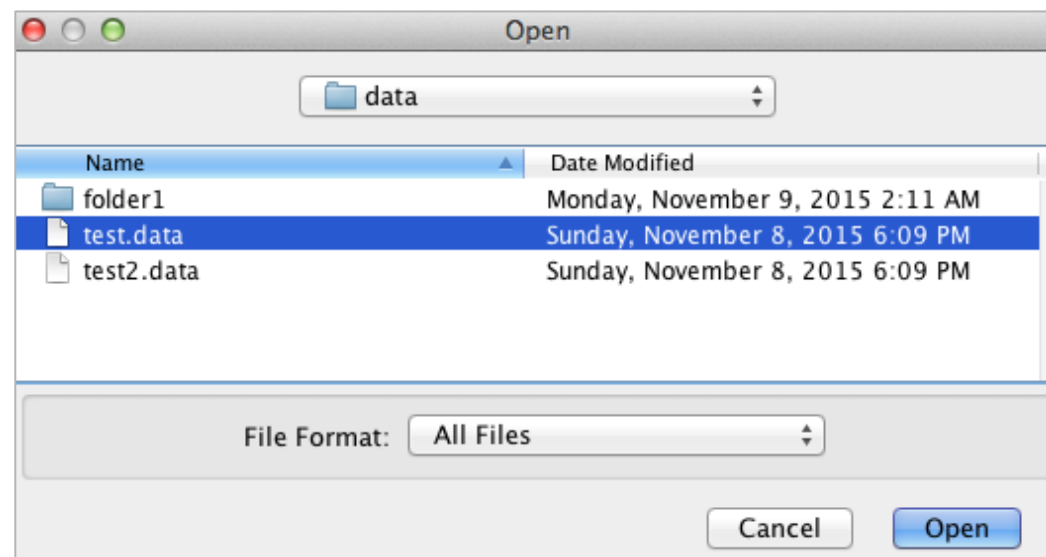 Open
data
Name Date Modified
folder1 Monday, November 9, 2015 2:11 AM
test.data Sunday, November 8, 2015 6:09 PM
test2.data Sunday, November 8, 2015 6:09 PM
File Format: All Files
Cancel Open